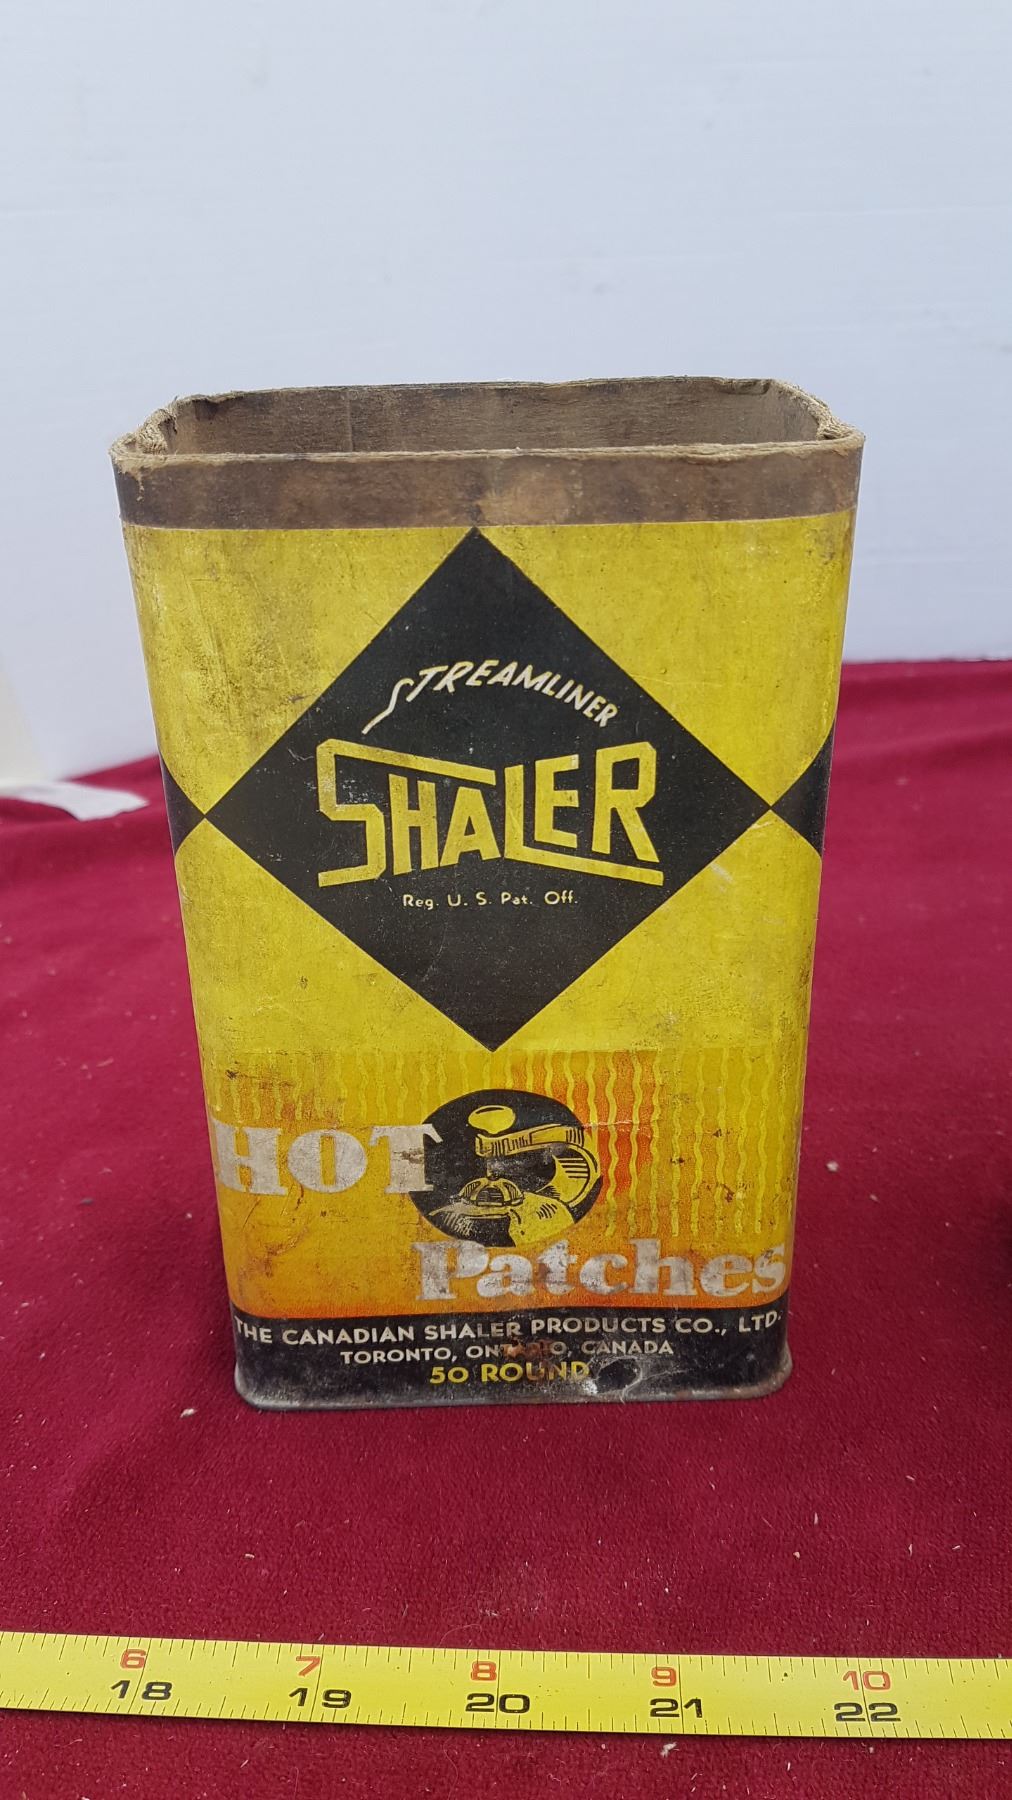 STREAMLINER
SHALER
Reg. U. S. Pat. Off.
HOT
Patches
THE CANADIAN SHALER PRODUCTS CO., LTD.
TORONTO, ONTARIO, CANADA
50 ROUND
6 7 8 9 10
18 19 20 21 22